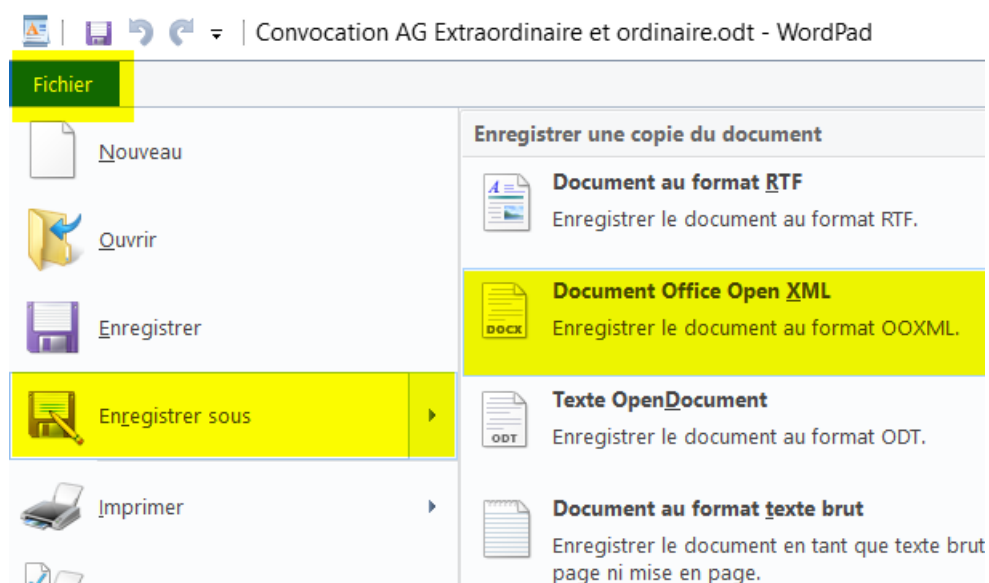 Convocation AG Extraordinaire et ordinaire.odt - WordPad
Fichier
Nouveau
Ouvrir
Enregistrer
Enregistrer sous
Imprimer
Enregistrer une copie du document
Document au format RTF
Enregistrer le document au format RTF.
DOCX
Document Office Open XML
Enregistrer le document au format OOXML.
ODT
Texte OpenDocument
Enregistrer le document au format ODT.
Document au format texte brut
Enregistrer le document en tant que texte brut
page ni mise en page.